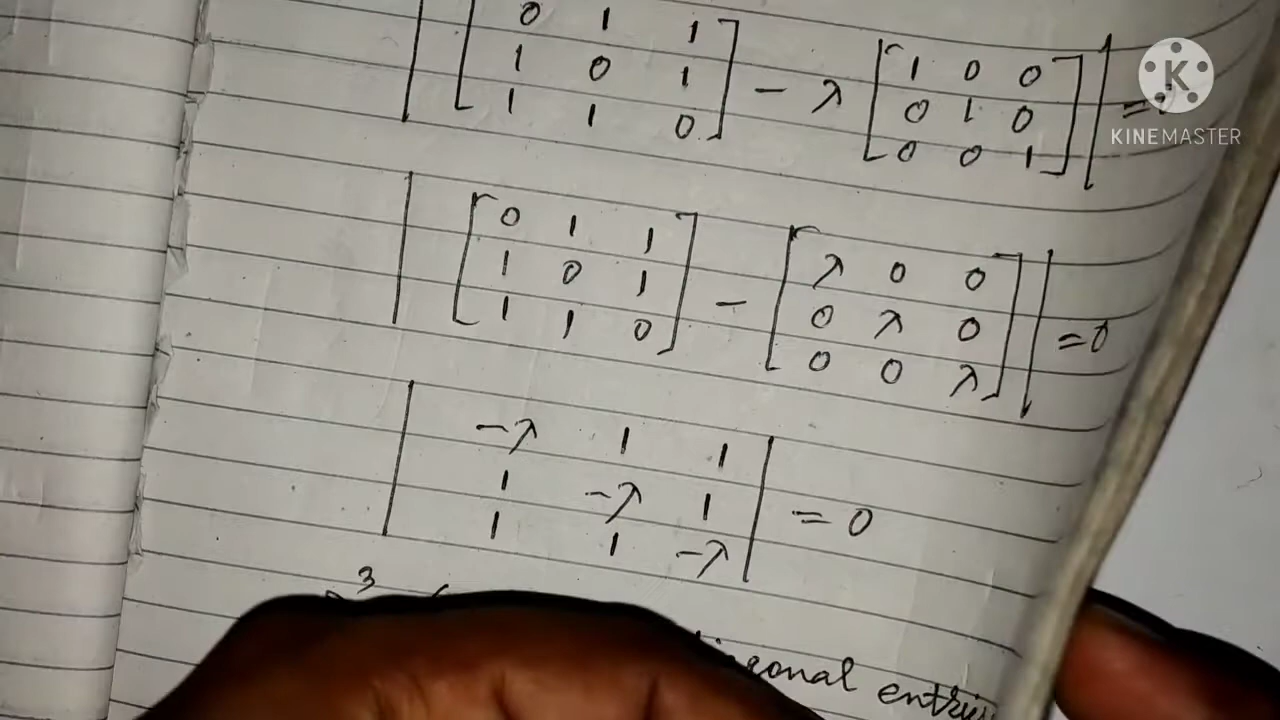 | [ 0 1 1
1 0 1
1 1 0 ] - λ [ 1 0 0
0 1 0
0 0 1 ] | =
KINEMASTER
| [ 0 1 1
1 0 1
1 1 0 ] - [ λ 0 0
0 λ 0
0 0 λ ] | = 0
| -λ 1 1
1 -λ 1
1 1 -λ | = 0
3